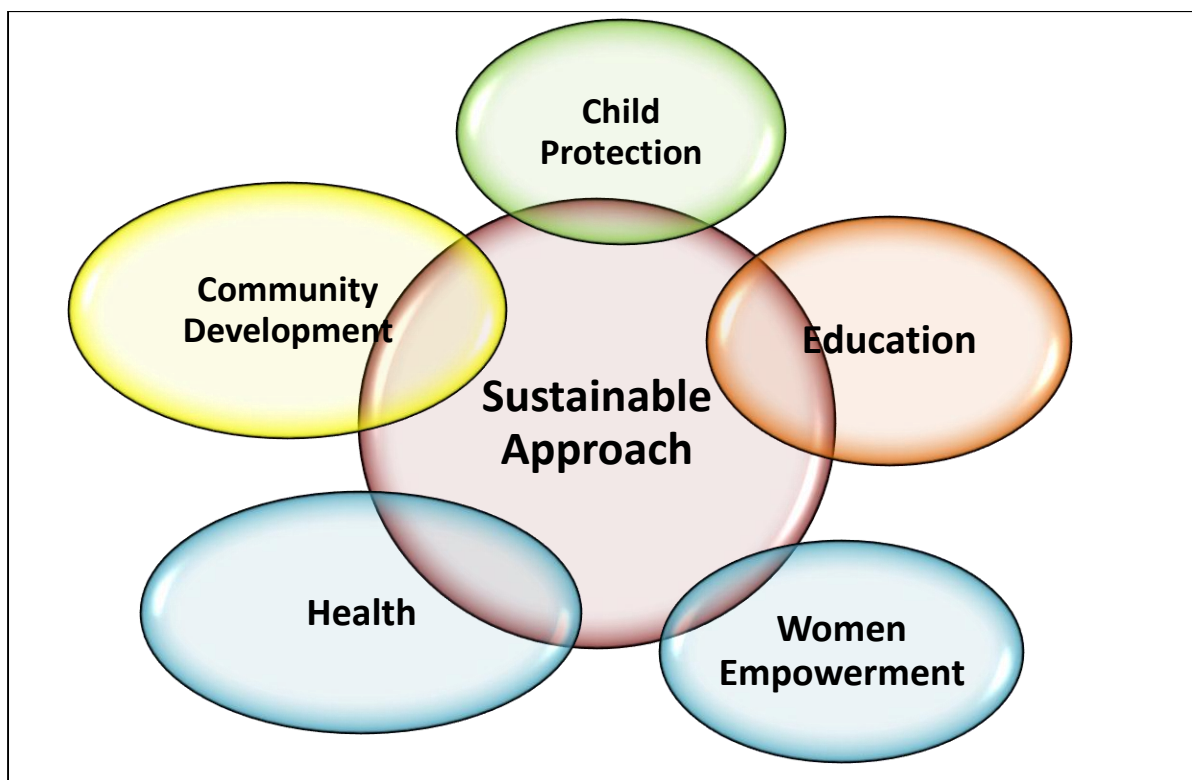 Child
Protection
Community
Development
Education
Sustainable
Approach
Health
Women
Empowerment